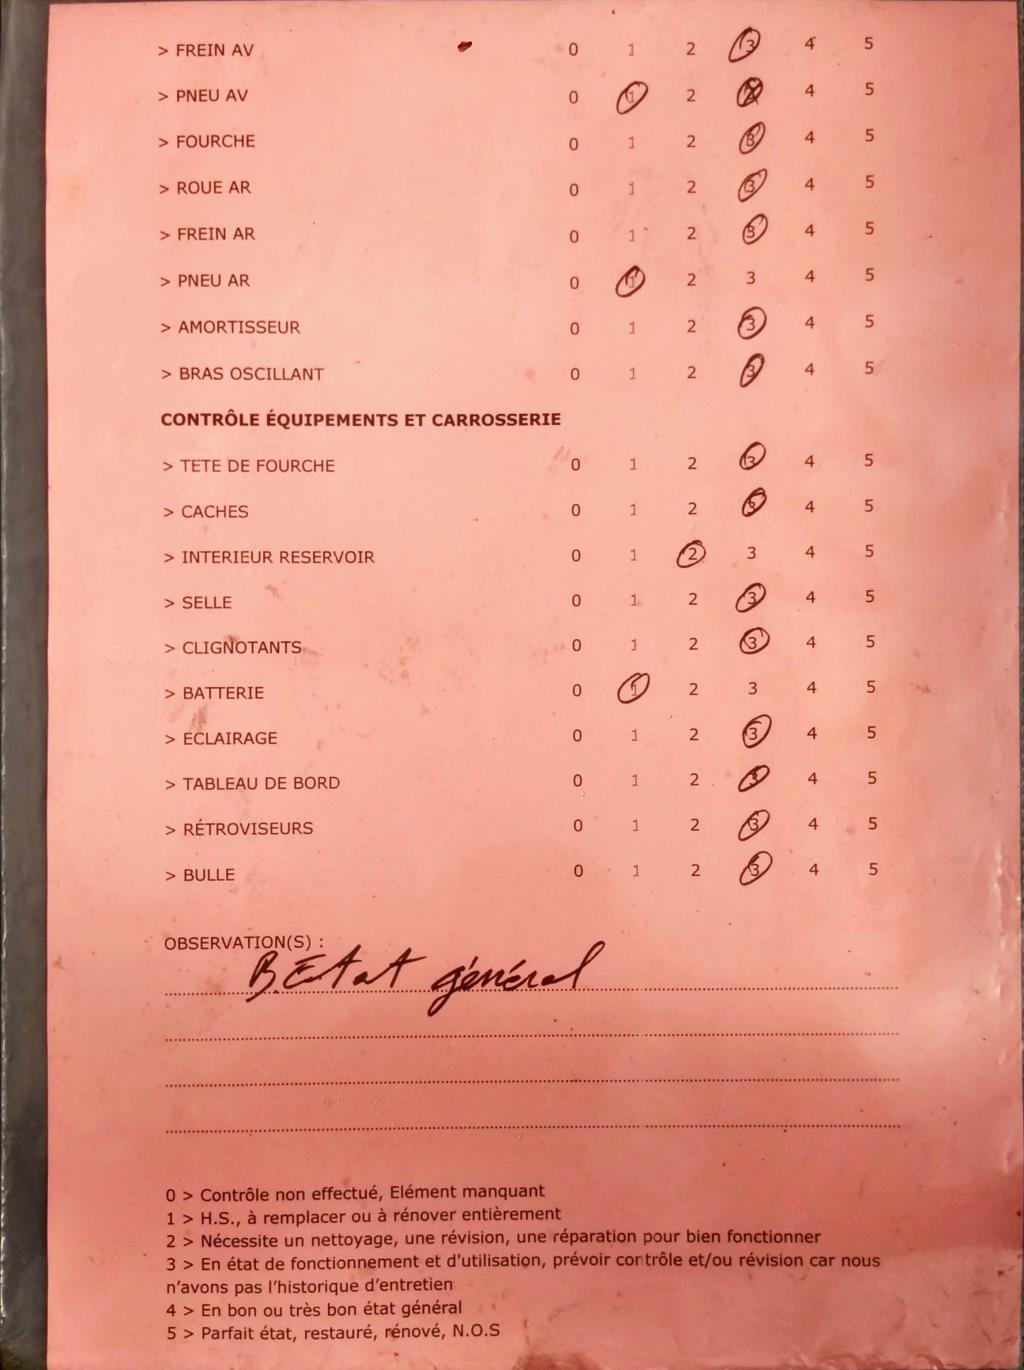 > FREIN AV 0 1 2 3 4 5
> PNEU AV 0 1 2 3 4 5
> FOURCHE 0 1 2 3 4 5
> ROUE AR 0 1 2 3 4 5
> FREIN AR 0 1 2 3 4 5
> PNEU AR 0 1 2 3 4 5
> AMORTISSEUR 0 1 2 3 4 5
> BRAS OSCILLANT 0 1 2 3 4 5
CONTRÔLE ÉQUIPEMENTS ET CARROSSERIE
> TETE DE FOURCHE 0 1 2 3 4 5
> CACHES 0 1 2 3 4 5
> INTERIEUR RESERVOIR 0 1 2 3 4 5
> SELLE 0 1 2 3 4 5
> CLIGNOTANTS 0 1 2 3 4 5
> BATTERIE 0 1 2 3 4 5
> ECLAIRAGE 0 1 2 3 4 5
> TABLEAU DE BORD 0 1 2 3 4 5
> RÉTROVISEURS 0 1 2 3 4 5
> BULLE 0 1 2 3 4 5
OBSERVATION(S) :
B. Etat général
0 > Contrôle non effectué, Elément manquant
1 > H.S., à remplacer ou à rénover entièrement
2 > Nécessite un nettoyage, une révision, une réparation pour bien fonctionner
3 > En état de fonctionnement et d'utilisation, prévoir contrôle et/ou révision car nous
n'avons pas l'historique d'entretien
4 > En bon ou très bon état général
5 > Parfait état, restauré, rénové, N.O.S